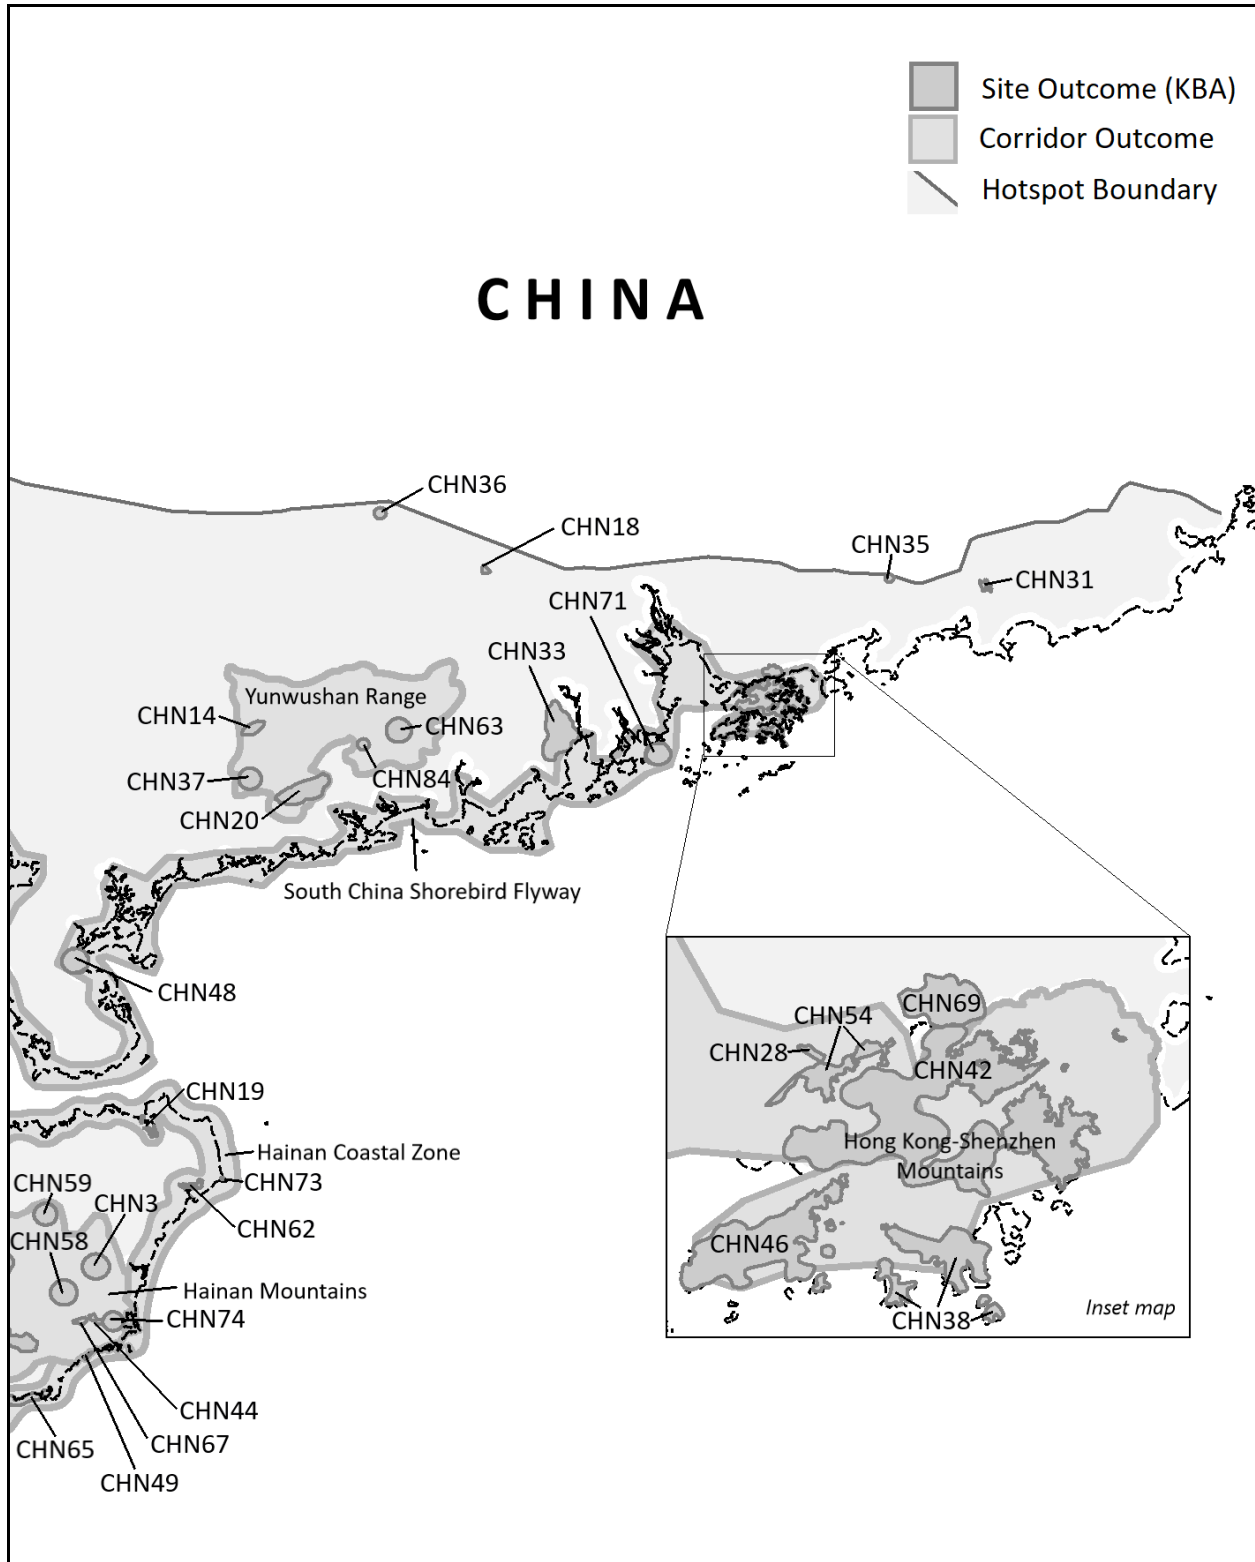 Site Outcome (KBA)
Corridor Outcome
Hotspot Boundary
CHINA
CHN36
CHN18
CHN35
CHN31
CHN71
CHN33
Yunwushan Range
CHN14
CHN63
CHN37
CHN84
CHN20
South China Shorebird Flyway
CHN48
CHN69
CHN54
CHN28
CHN42
CHN19
Hong Kong-Shenzhen
Mountains
Hainan Coastal Zone
CHN59
CHN3
CHN73
CHN62
CHN58
CHN46
Hainan Mountains
CHN74
CHN38
Inset map
CHN44
CHN67
CHN65
CHN49